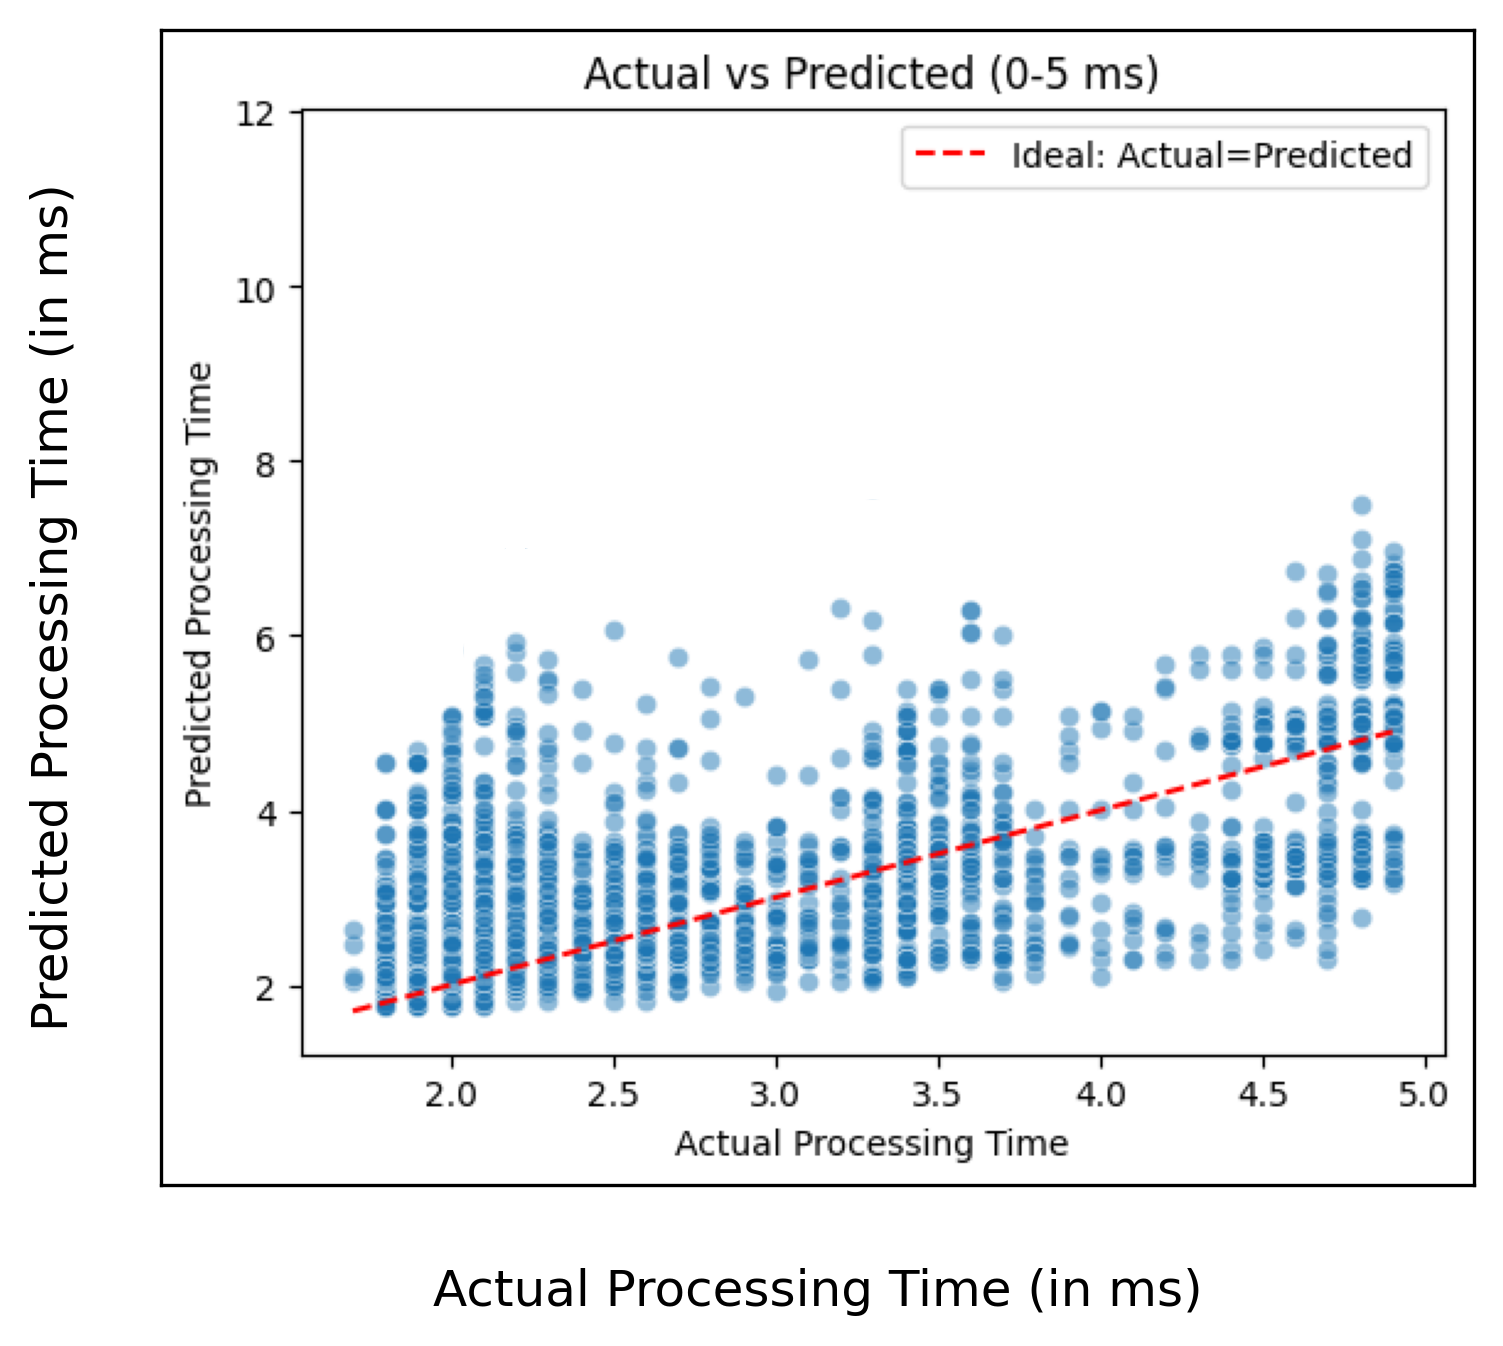 Actual vs Predicted (0-5 ms)
Ideal: Actual=Predicted
12
10
8
6
4
2
Predicted Processing Time
Predicted Processing Time (in ms)
2.0 2.5 3.0 3.5 4.0 4.5 5.0
Actual Processing Time
Actual Processing Time (in ms)